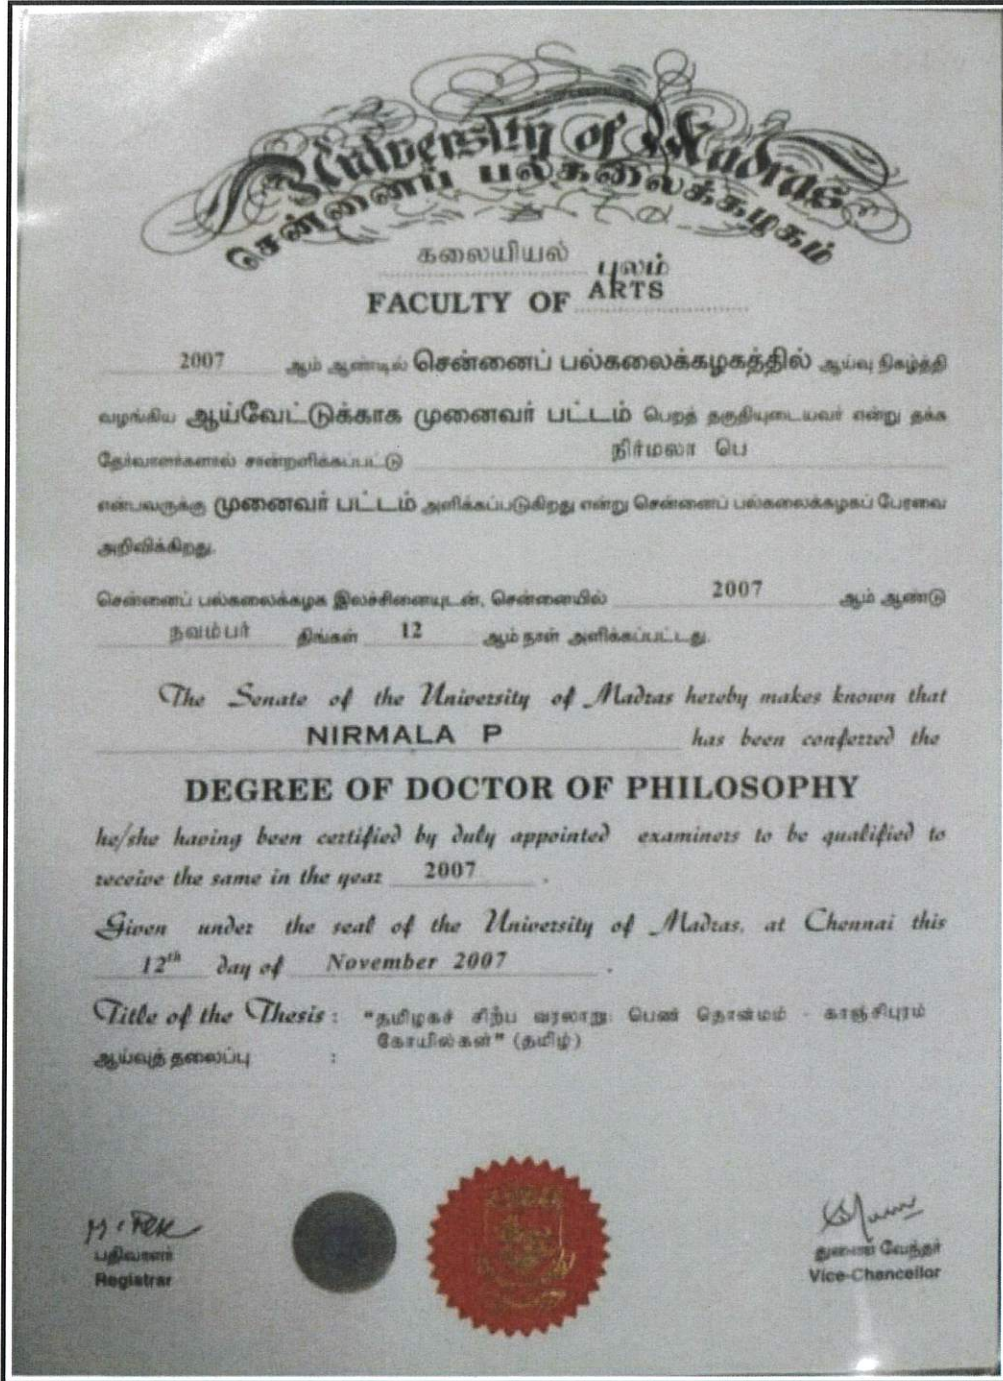 University of Madras
சென்னைப் பல்கலைக்கழகம்
கலையியல் புலம்
FACULTY OF ARTS
2007 ஆம் ஆண்டில் சென்னைப் பல்கலைக்கழகத்தில் ஆய்வு நிகழ்த்தி
வழங்கிய ஆய்வேட்டுக்காக முனைவர் பட்டம் பெறத் தகுதியுடையவர் என்று தக்க
தேர்வாளர்களால் சான்றளிக்கப்பட்டு நிர்மலா பெ
என்பவருக்கு முனைவர் பட்டம் அளிக்கப்படுகிறது என்று சென்னைப் பல்கலைக்கழகப் பேரவை
அறிவிக்கிறது.
சென்னைப் பல்கலைக்கழக இலச்சினையுடன், சென்னையில் 2007 ஆம் ஆண்டு
நவம்பர் திங்கள் 12 ஆம் நாள் அளிக்கப்பட்டது.
The Senate of the University of Madras hereby makes known that
NIRMALA P has been conferred the
DEGREE OF DOCTOR OF PHILOSOPHY
he/she having been certified by duly appointed examiners to be qualified to
receive the same in the year 2007 .
Given under the seal of the University of Madras, at Chennai this
12th day of November 2007 .
Title of the Thesis : "தமிழகச் சிற்ப வரலாறு: பெண் தொன்மம் - காஞ்சிபுரம்
கோயில்கள்" (தமிழ்)
ஆய்வுத் தலைப்பு :
பதிவாளர்
Registrar
துணை வேந்தர்
Vice-Chancellor